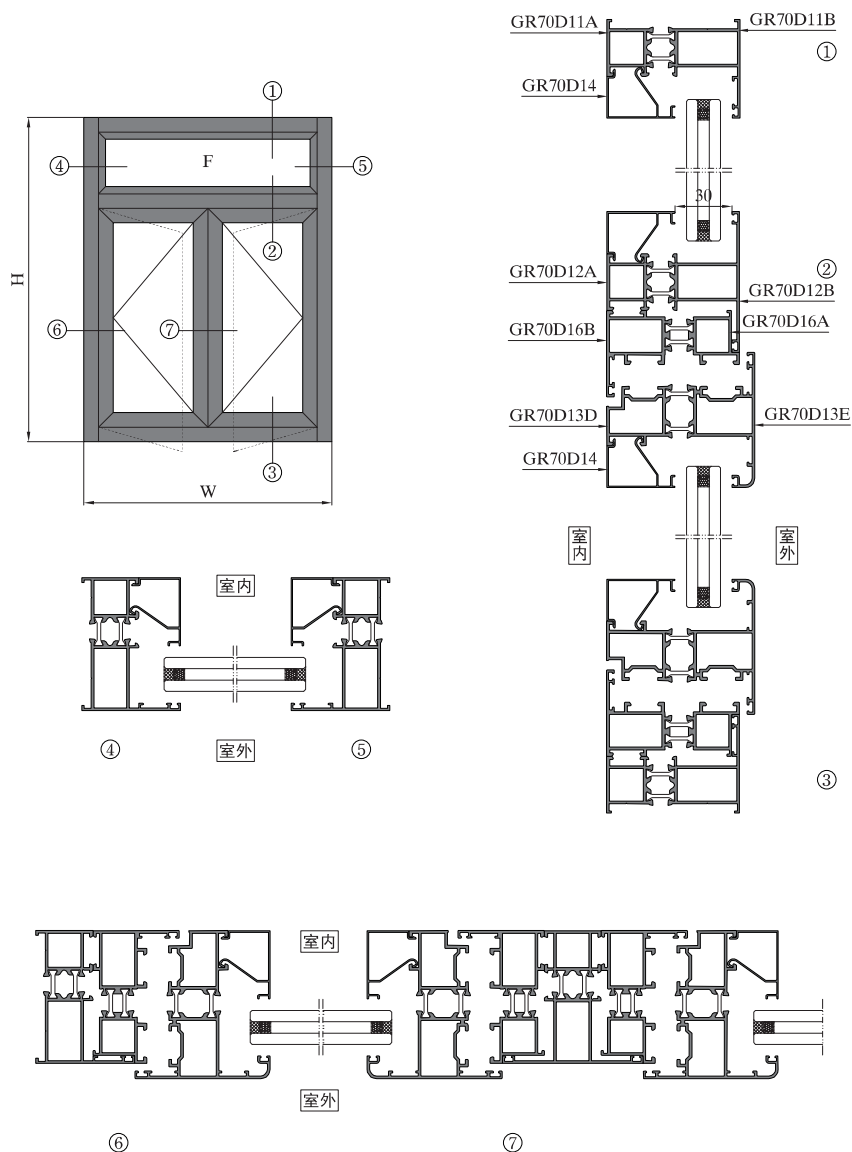 ①
④
F
⑤
②
H
⑥
⑦
③
W
GR70D11A
GR70D11B
①
GR70D14
30
②
GR70D12A
GR70D12B
GR70D16A
GR70D16B
GR70D13D
GR70D13E
GR70D14
室内
室外
③
室内
④
室外
⑤
室内
室外
⑥
⑦